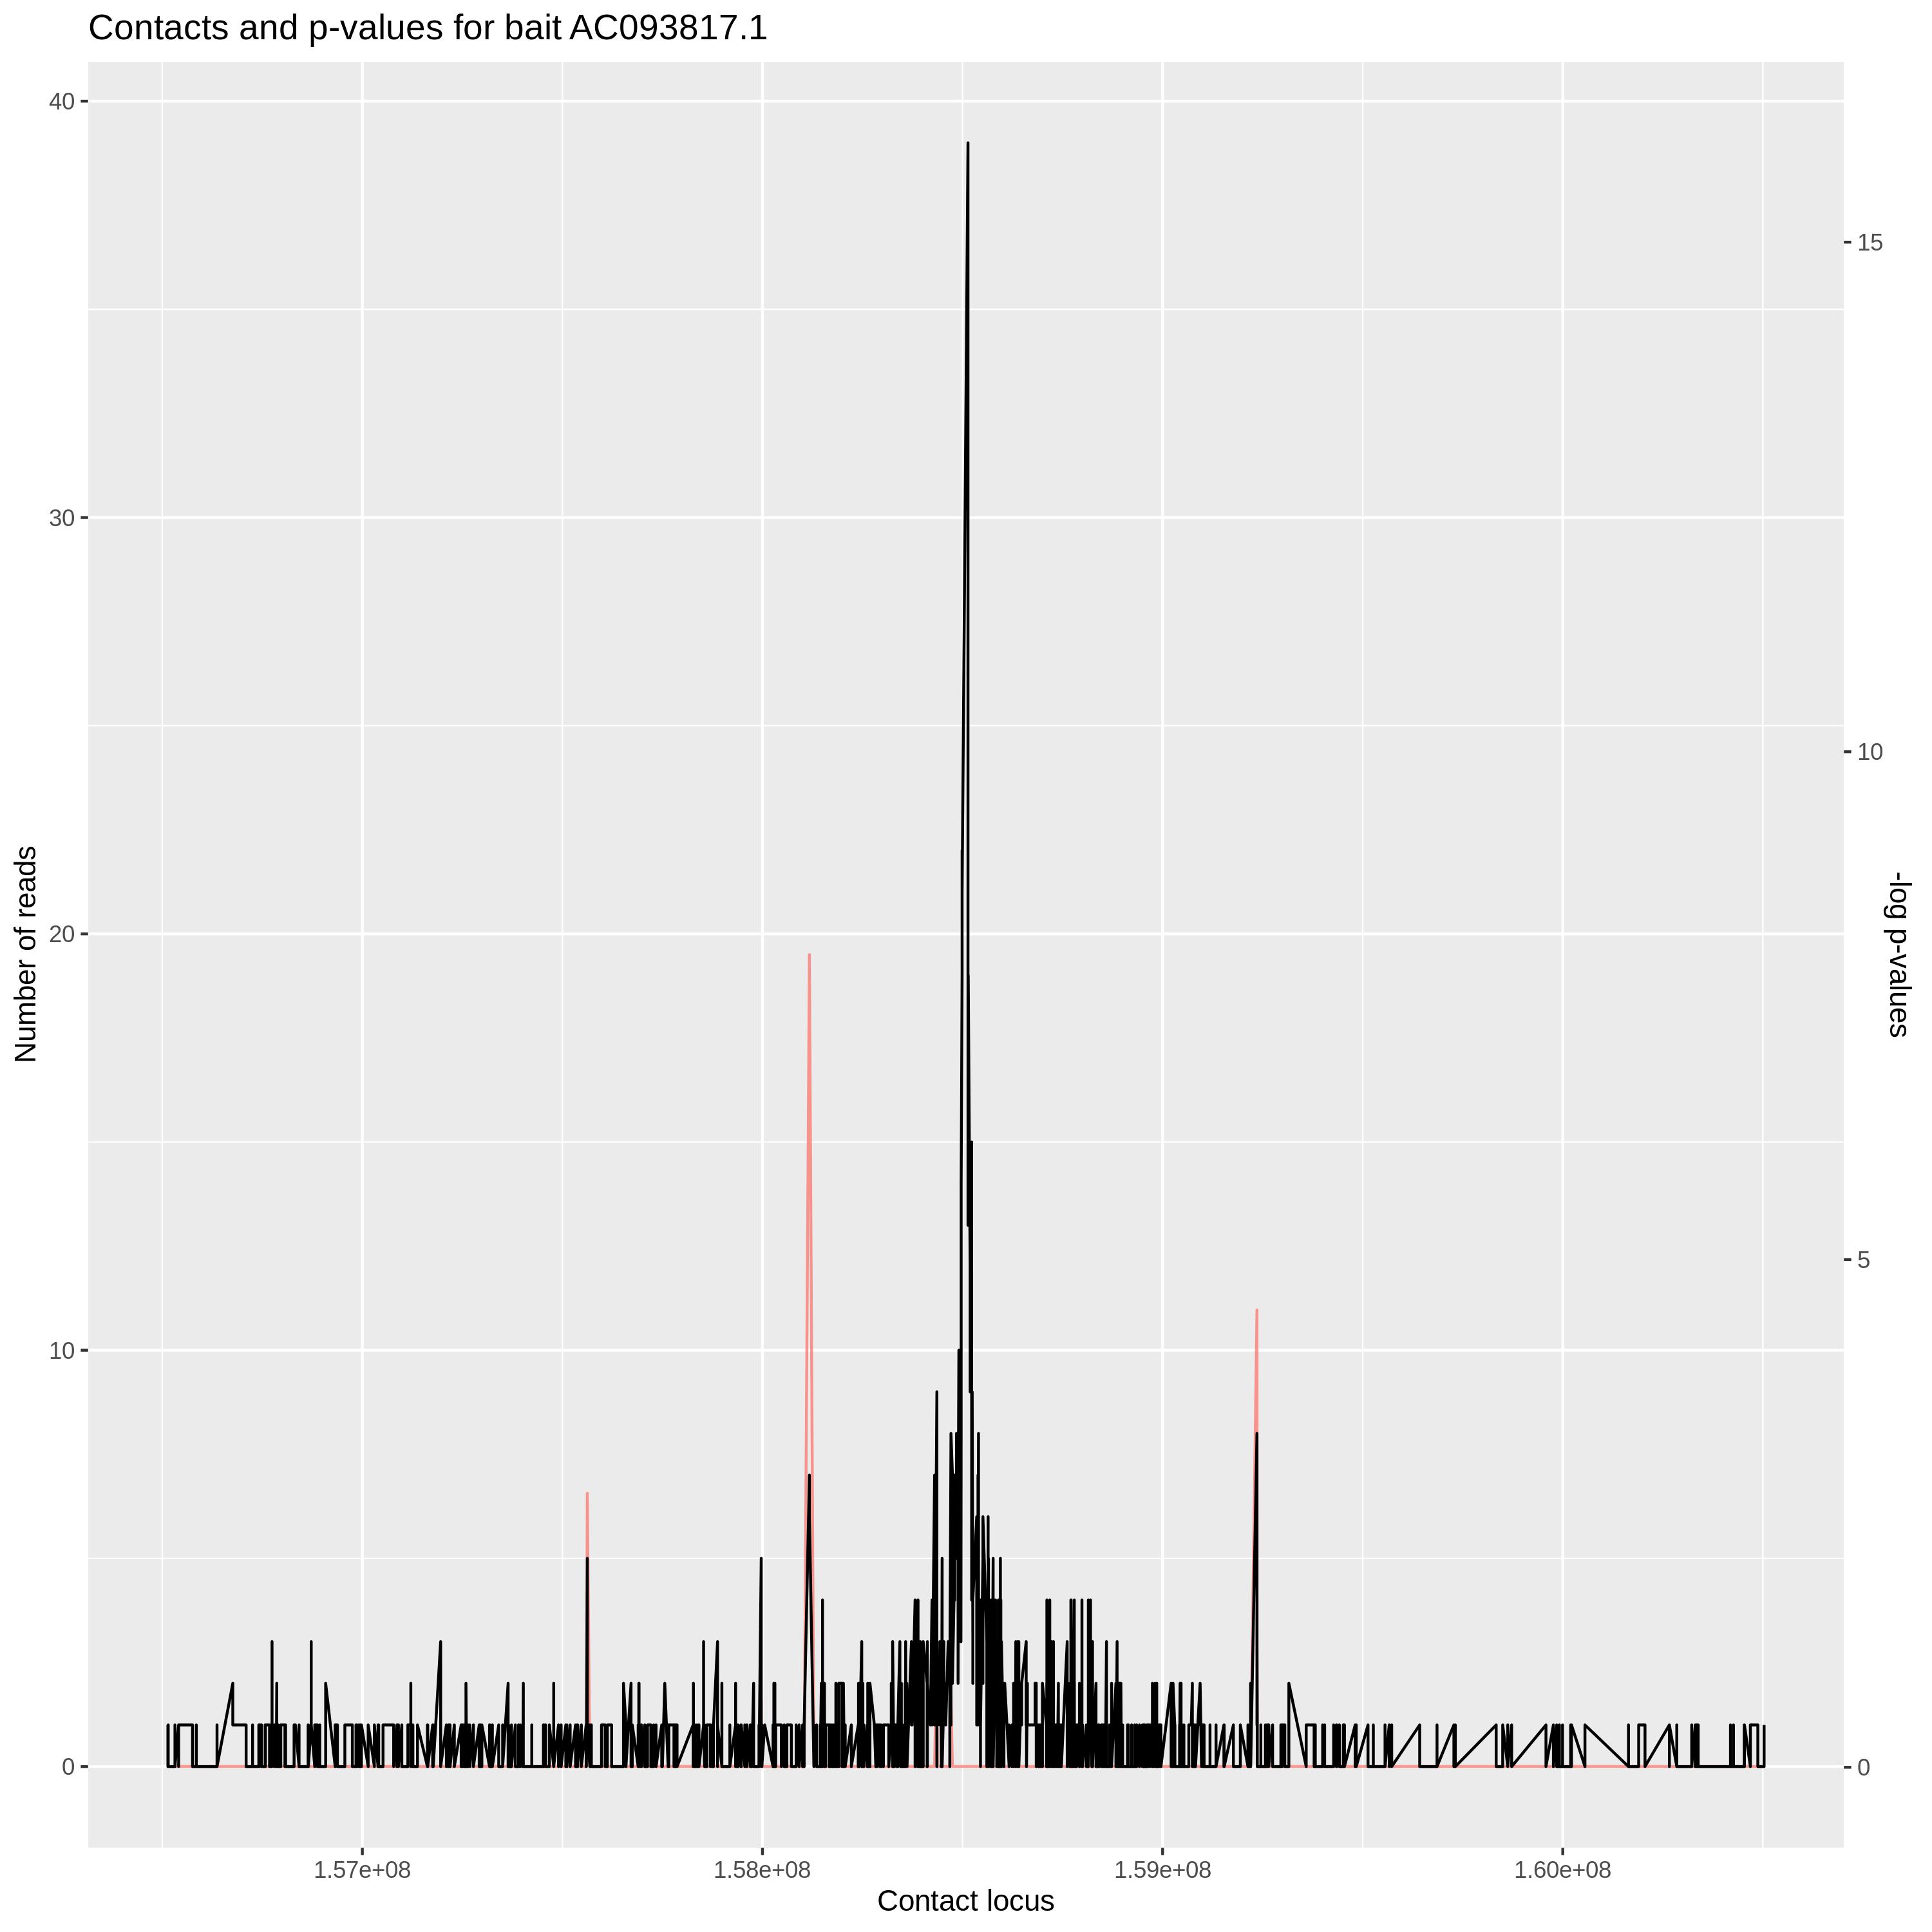 Contacts and p-values for bait AC093817.1
40
30
20
10
0
Number of reads
15
10
5
0
-log p-values
1.57e+08 1.58e+08 1.59e+08 1.60e+08
Contact locus